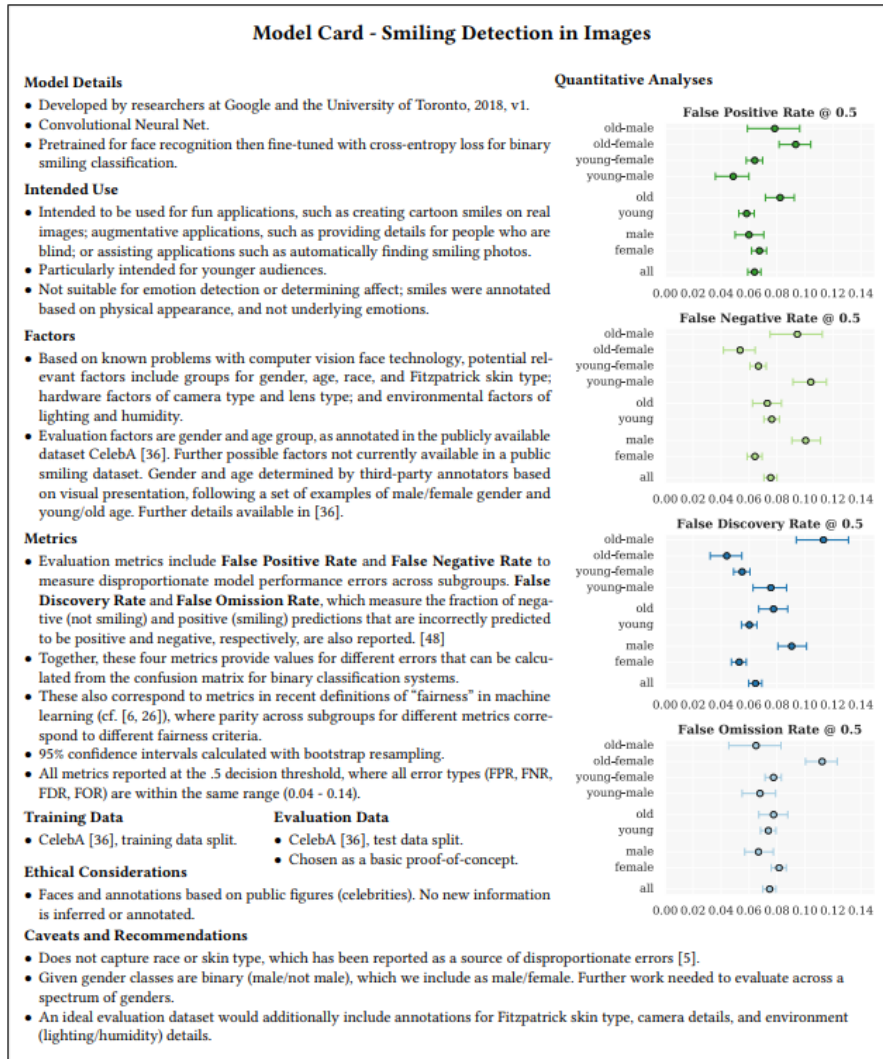 Model Card - Smiling Detection in Images
Model Details
• Developed by researchers at Google and the University of Toronto, 2018, v1.
• Convolutional Neural Net.
• Pretrained for face recognition then fine-tuned with cross-entropy loss for binary
smiling classification.
Intended Use
• Intended to be used for fun applications, such as creating cartoon smiles on real
images; augmentative applications, such as providing details for people who are
blind; or assisting applications such as automatically finding smiling photos.
• Particularly intended for younger audiences.
• Not suitable for emotion detection or determining affect; smiles were annotated
based on physical appearance, and not underlying emotions.
Factors
• Based on known problems with computer vision face technology, potential rel-
evant factors include groups for gender, age, race, and Fitzpatrick skin type;
hardware factors of camera type and lens type; and environmental factors of
lighting and humidity.
• Evaluation factors are gender and age group, as annotated in the publicly available
dataset CelebA [36]. Further possible factors not currently available in a public
smiling dataset. Gender and age determined by third-party annotators based
on visual presentation, following a set of examples of male/female gender and
young/old age. Further details available in [36].
Metrics
• Evaluation metrics include False Positive Rate and False Negative Rate to
measure disproportionate model performance errors across subgroups. False
Discovery Rate and False Omission Rate, which measure the fraction of nega-
tive (not smiling) and positive (smiling) predictions that are incorrectly predicted
to be positive and negative, respectively, are also reported. [48]
• Together, these four metrics provide values for different errors that can be calcu-
lated from the confusion matrix for binary classification systems.
• These also correspond to metrics in recent definitions of "fairness" in machine
learning (cf. [6, 26]), where parity across subgroups for different metrics corre-
spond to different fairness criteria.
• 95% confidence intervals calculated with bootstrap resampling.
• All metrics reported at the .5 decision threshold, where all error types (FPR, FNR,
FDR, FOR) are within the same range (0.04 - 0.14).
Training Data
• CelebA [36], training data split.
Evaluation Data
• CelebA [36], test data split.
• Chosen as a basic proof-of-concept.
Ethical Considerations
• Faces and annotations based on public figures (celebrities). No new information
is inferred or annotated.
Quantitative Analyses
False Positive Rate @ 0.5
old-male
old-female
young-female
young-male
old
young
male
female
all
0.00 0.02 0.04 0.06 0.08 0.10 0.12 0.14
False Negative Rate @ 0.5
old-male
old-female
young-female
young-male
old
young
male
female
all
0.00 0.02 0.04 0.06 0.08 0.10 0.12 0.14
False Discovery Rate @ 0.5
old-male
old-female
young-female
young-male
old
young
male
female
all
0.00 0.02 0.04 0.06 0.08 0.10 0.12 0.14
False Omission Rate @ 0.5
old-male
old-female
young-female
young-male
old
young
male
female
all
0.00 0.02 0.04 0.06 0.08 0.10 0.12 0.14
Caveats and Recommendations
• Does not capture race or skin type, which has been reported as a source of disproportionate errors [5].
• Given gender classes are binary (male/not male), which we include as male/female. Further work needed to evaluate across a
spectrum of genders.
• An ideal evaluation dataset would additionally include annotations for Fitzpatrick skin type, camera details, and environment
(lighting/humidity) details.